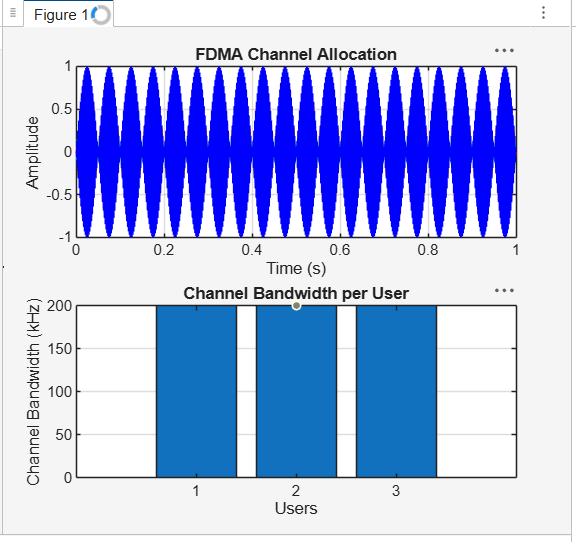 Figure 1
FDMA Channel Allocation
Amplitude
1
0.5
0
-0.5
-1
0 0.2 0.4 0.6 0.8 1
Time (s)
Channel Bandwidth per User
Channel Bandwidth (kHz)
200
150
100
50
0
1 2 3
Users